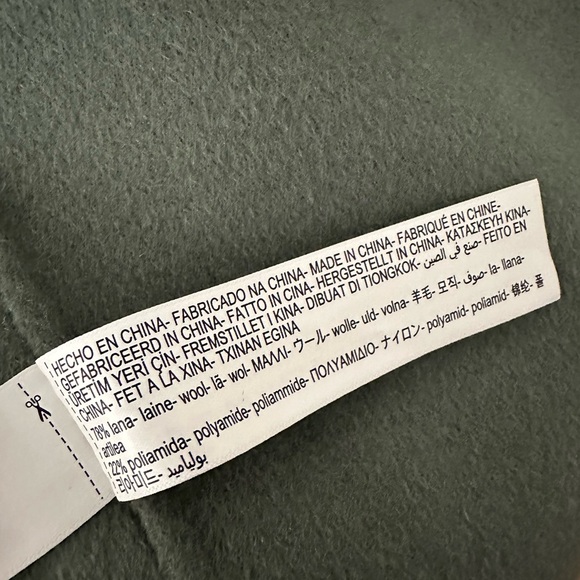 HECHO EN CHINA- FABRICADO NA CHINA- MADE IN CHINA- FABRIQUÉ EN CHINE-
GEFABRICEERD IN CHINA- FATTO IN CINA- HERGESTELLT IN CHINA- ΚΑΤΑΣΚΕΥΗ ΚΙΝΑ-
ÜRETİM YERİ ÇİN- FREMSTILLET I KINA- DIBUAT DI TIONGKOK- صنع في الصين- FEITO EN
CHINA- FET A LA XINA- TXINAN EGINA
78% lana- laine- wool- lã- wol- ΜΑΛΛΙ- ウール- wolle- uld- volna- 羊毛- 모직- صوف- la- llana-
artilea
22% poliamida- polyamide- poliammide- ΠΟΛΥΑΜΙΔΙΟ- ナイロン- polyamid- poliamid- 锦纶- 폴
리아미드- بولياميد